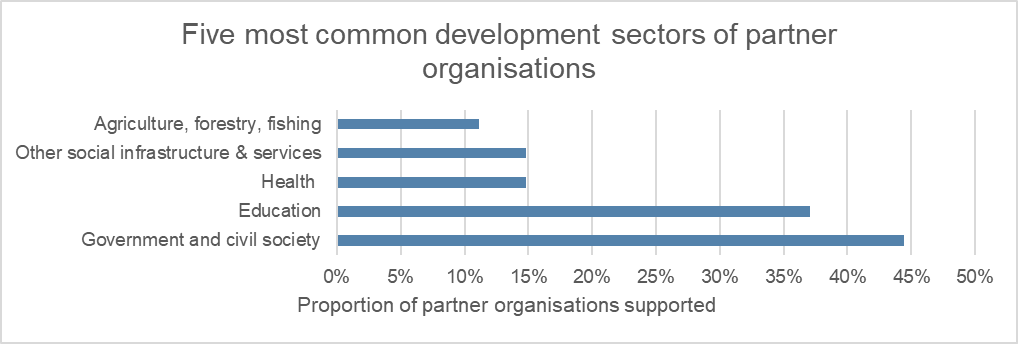 Five most common development sectors of partner
organisations
Agriculture, forestry, fishing
Other social infrastructure & services
Health
Education
Government and civil society
0% 5% 10% 15% 20% 25% 30% 35% 40% 45% 50%
Proportion of partner organisations supported